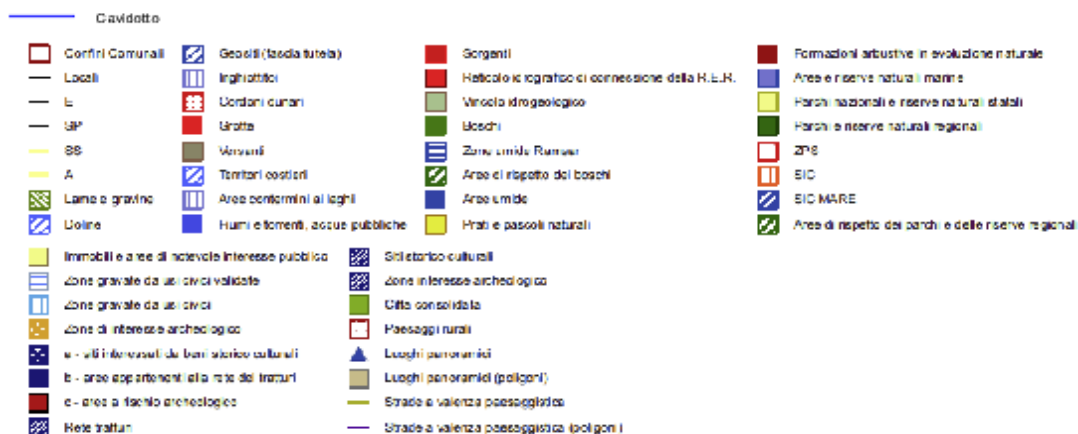 Cavidotto
Confini Comunali
Locali
E
SP
SS
A
Lame e gravine
Doline
Geositi (fascia tutela)
Inghiottitoi
Cordoni dunari
Grotte
Versanti
Territori costieri
Aree contermini ai laghi
Fiumi e torrenti, acque pubbliche
Sorgenti
Reticolo idrografico di connessione della R.E.R.
Vincolo idrogeologico
Boschi
Zone umide Ramsar
Aree di rispetto dei boschi
Aree umide
Prati e pascoli naturali
Formazioni arbustive in evoluzione naturale
Aree e riserve naturali marine
Parchi nazionali e riserve naturali statali
Parchi e riserve naturali regionali
ZPS
SIC
SIC MARE
Aree di rispetto dei parchi e delle riserve regionali
Immobili e aree di notevole interesse pubblico
Zone gravate da usi civici validate
Zone gravate da usi civici
Zone di interesse archeologico
a - siti interessati da beni storico culturali
b - aree appartenenti alla rete dei tratturi
c - aree a rischio archeologico
Rete tratturi
Siti storico culturali
Zone interesse archeologico
Città consolidata
Paesaggi rurali
Luoghi panoramici
Luoghi panoramici (poligoni)
Strade a valenza paesaggistica
Strade a valenza paesaggistica (poligoni)